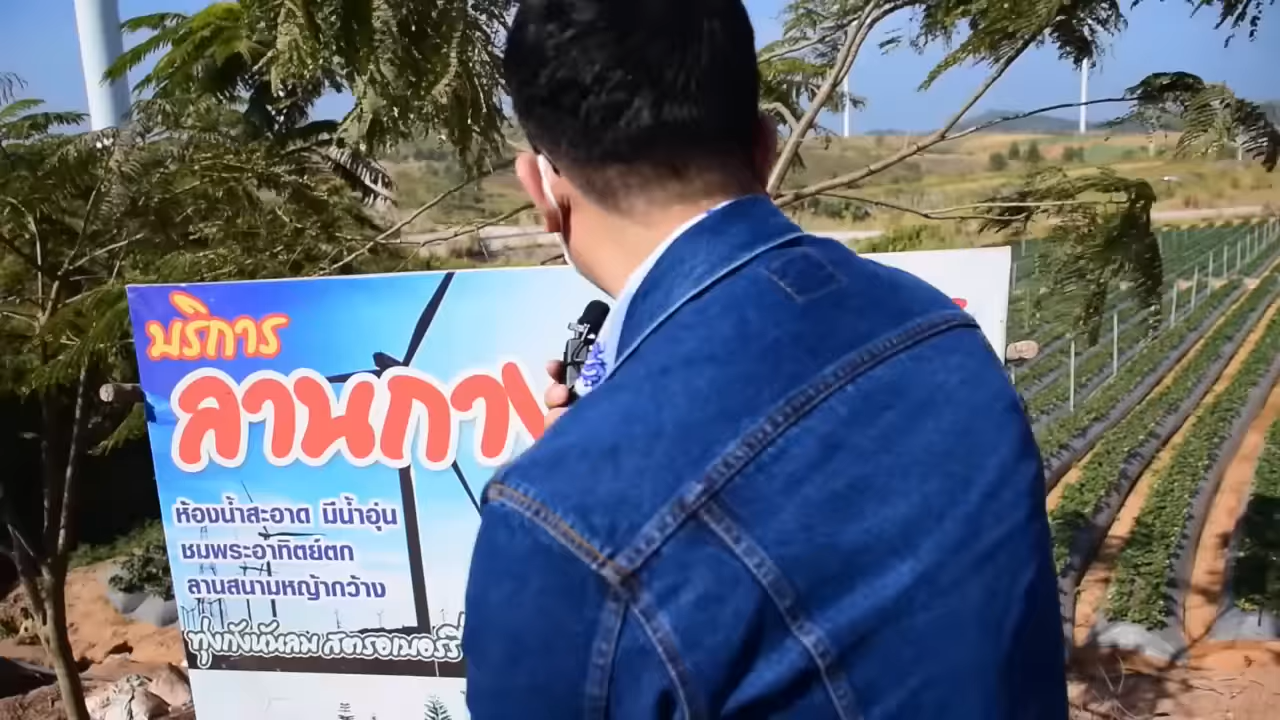 บริการ
ลานกา
ห้องน้ำสะอาด มีน้ำอุ่น
ชมพระอาทิตย์ตก
ลานสนามหญ้ากว้าง
ทุ่งกังหันลม สตรอเบอร์รี่